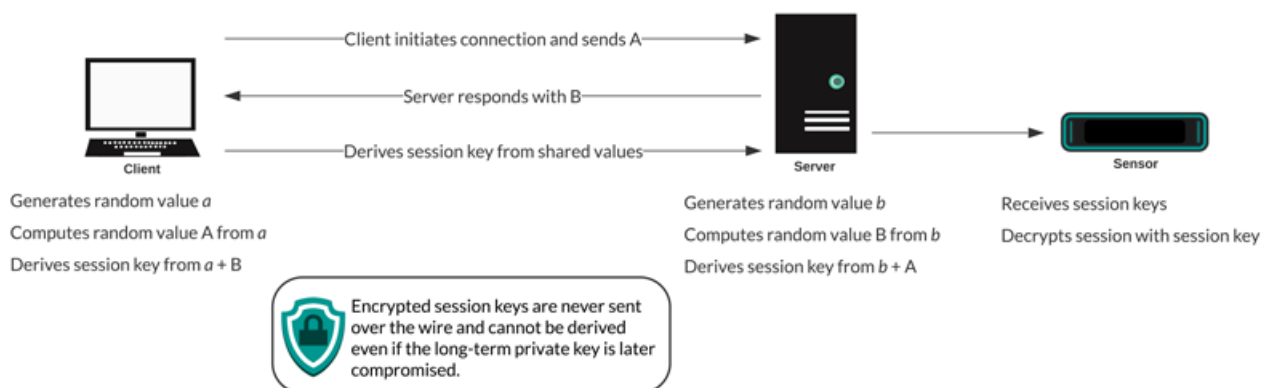 Client initiates connection and sends A
Server responds with B
Derives session key from shared values
Client
Server
Sensor
Generates random value a
Computes random value A from a
Derives session key from a + B
Generates random value b
Computes random value B from b
Derives session key from b + A
Receives session keys
Decrypts session with session key
Encrypted session keys are never sent
over the wire and cannot be derived
even if the long-term private key is later
compromised.